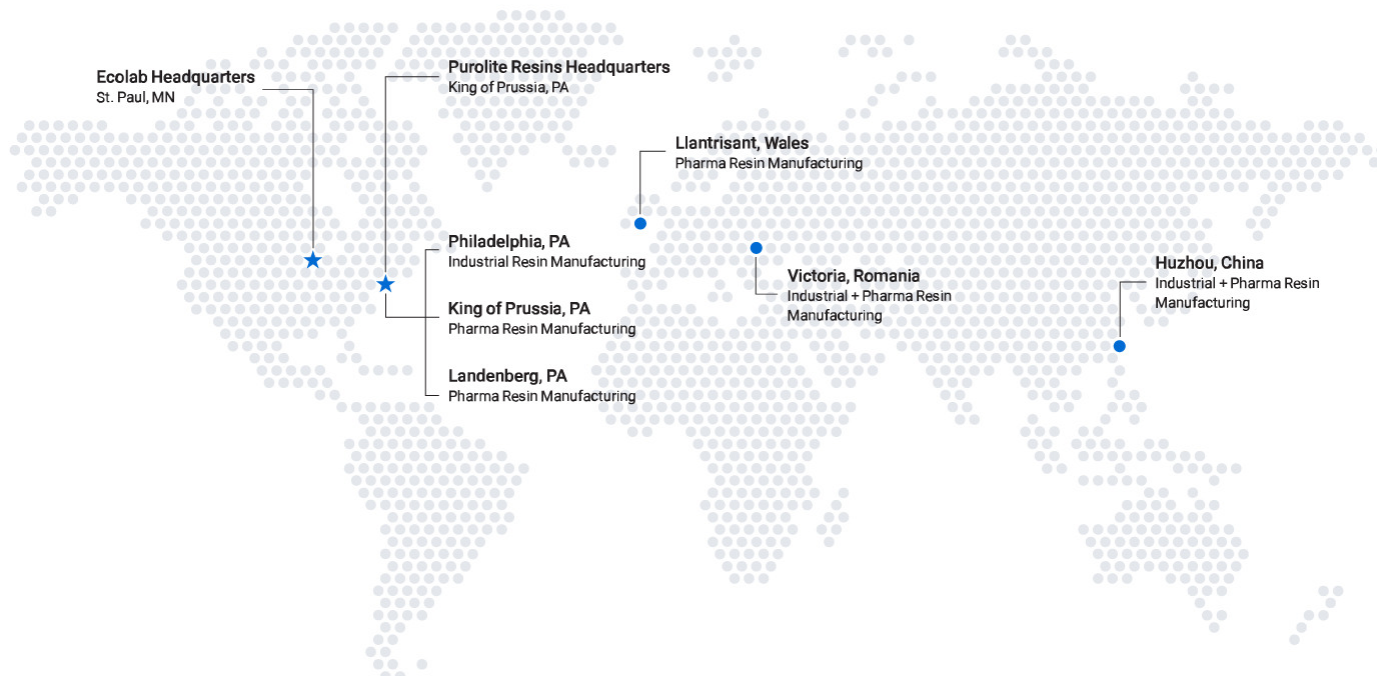 Ecolab Headquarters
St. Paul, MN
Purolite Resins Headquarters
King of Prussia, PA
Llantrisant, Wales
Pharma Resin Manufacturing
Philadelphia, PA
Industrial Resin Manufacturing
King of Prussia, PA
Pharma Resin Manufacturing
Landenberg, PA
Pharma Resin Manufacturing
Victoria, Romania
Industrial + Pharma Resin
Manufacturing
Huzhou, China
Industrial + Pharma Resin
Manufacturing